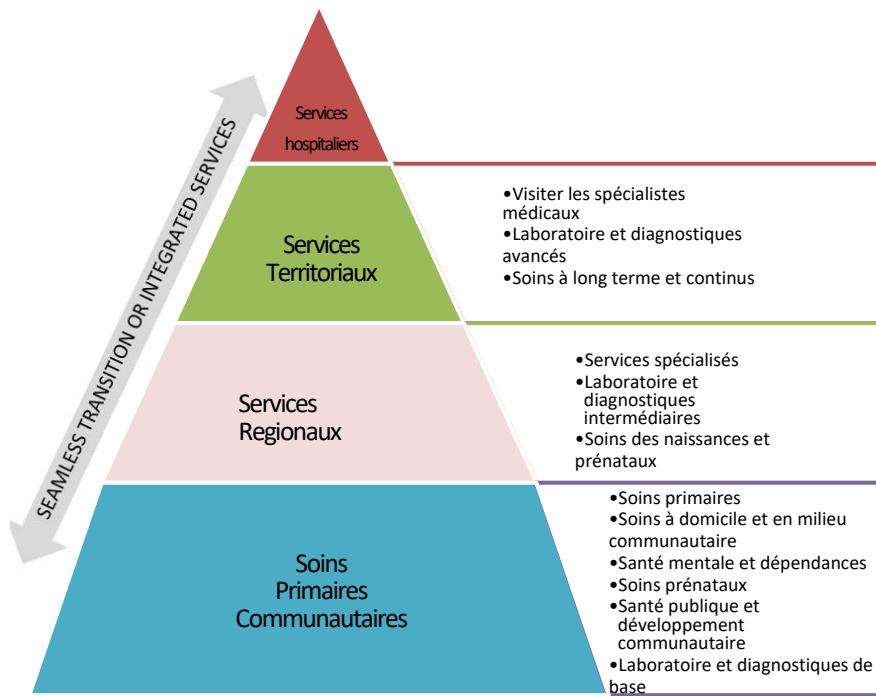 SEAMLESS TRANSITION OR INTEGRATED SERVICES
Services
hospitaliers
Services
Territoriaux
•Visiter les spécialistes
médicaux
•Laboratoire et diagnostiques
avancés
•Soins à long terme et continus
Services
Regionaux
•Services spécialisés
•Laboratoire et
diagnostiques
intermédiaires
•Soins des naissances et
prénataux
Soins
Primaires
Communautaires
•Soins primaires
•Soins à domicile et en milieu
communautaire
•Santé mentale et dépendances
•Soins prénataux
•Santé publique et
développement
communautaire
•Laboratoire et diagnostiques de
base